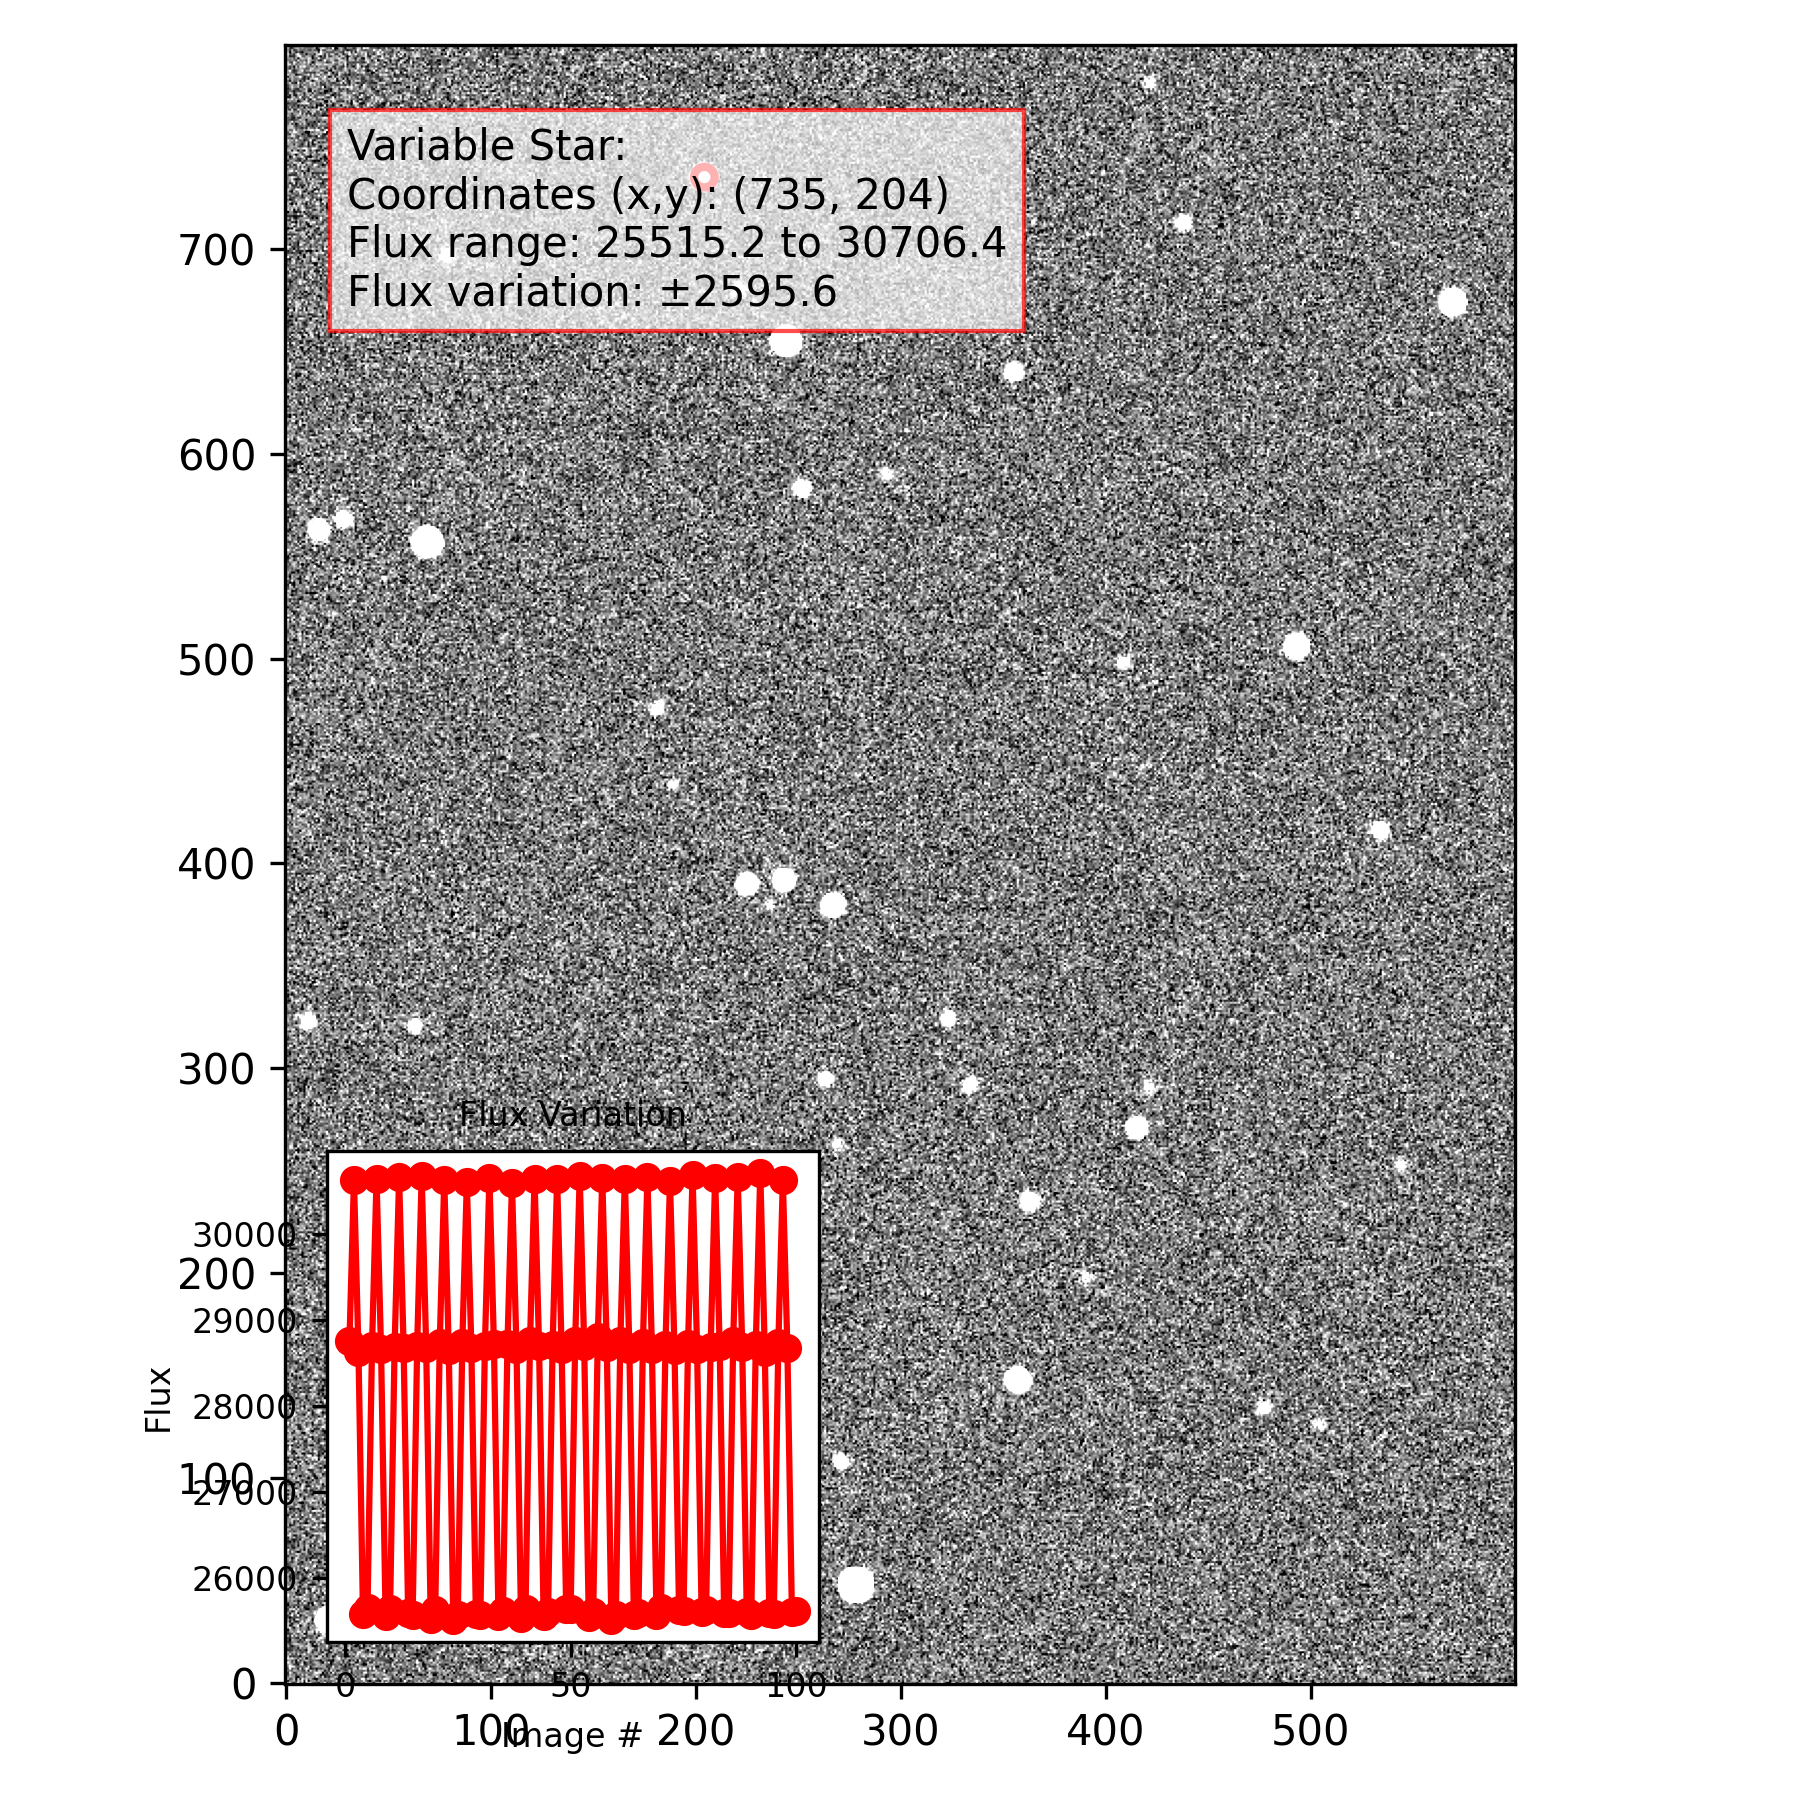 Variable Star:
Coordinates (x,y): (735, 204)
Flux range: 25515.2 to 30706.4
Flux variation: ±2595.6
700
600
500
400
300
200
100
0
Flux Variation
30000
29000
28000
27000
26000
Flux
0 50 100
Image #
0 100 200 300 400 500